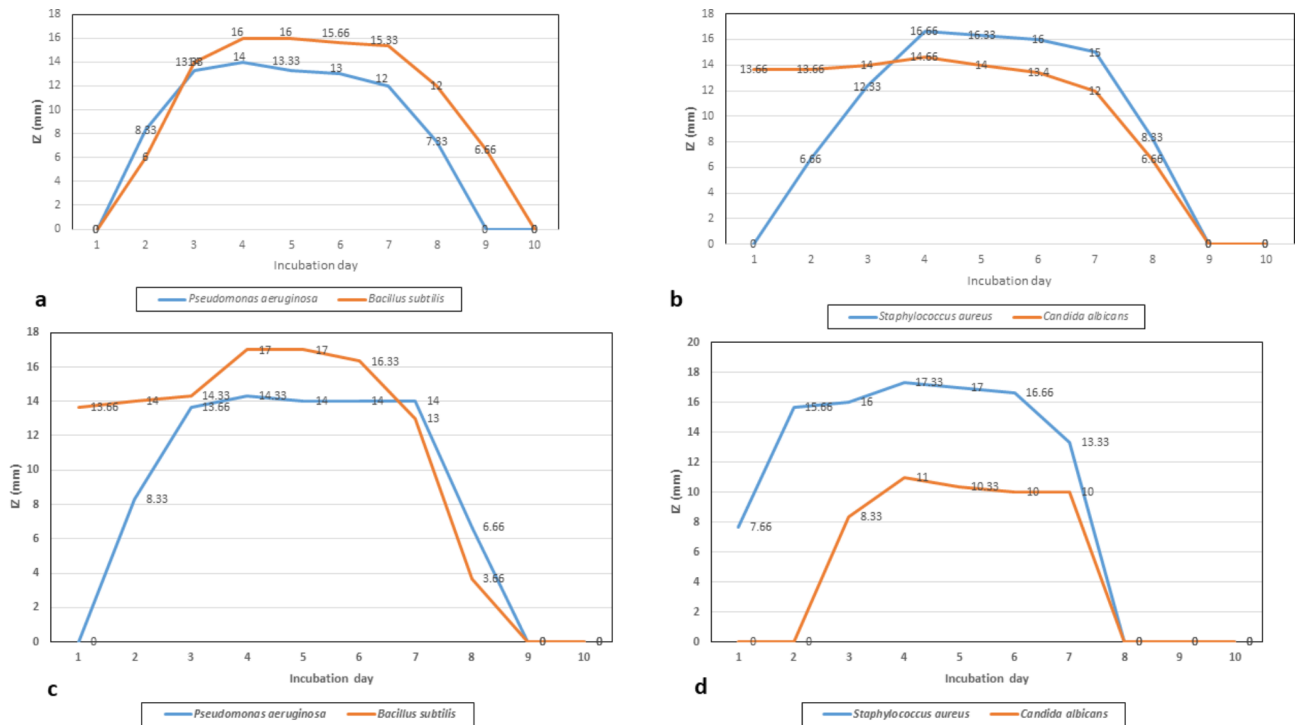 18
16
14
12
10
8
6
4
2
0
IZ (mm)
0 8.33 14 13.33 13 12 7.33 0 0
6 16 16 15.66 15.33 12 6.66 0
1 2 3 4 5 6 7 8 9 10
Incubation day
a
Pseudomonas aeruginosa Bacillus subtilis
18
16
14
12
10
8
6
4
2
0
IZ (mm)
0 6.66 12.33 16.66 16.33 16 15 8.33 0 0
13.66 13.66 14 14.66 14 13.4 12 6.66
1 2 3 4 5 6 7 8 9 10
Incubation day
b
Staphylococcus aureus Candida albicans
18
16
14
12
10
8
6
4
2
0
IZ (mm)
13.66 14 14.33 17 17 16.33 13 3.66 0 0
0 8.33 13.66 14.33 14 14 14 6.66
1 2 3 4 5 6 7 8 9 10
Incubation day
c
Pseudomonas aeruginosa Bacillus subtilis
20
18
16
14
12
10
8
6
4
2
0
IZ (mm)
7.66 15.66 16 17.33 17 16.66 13.33 0 0 0
0 0 8.33 11 10.33 10 10
1 2 3 4 5 6 7 8 9 10
Incubation day
d
Staphylococcus aureus Candida albicans